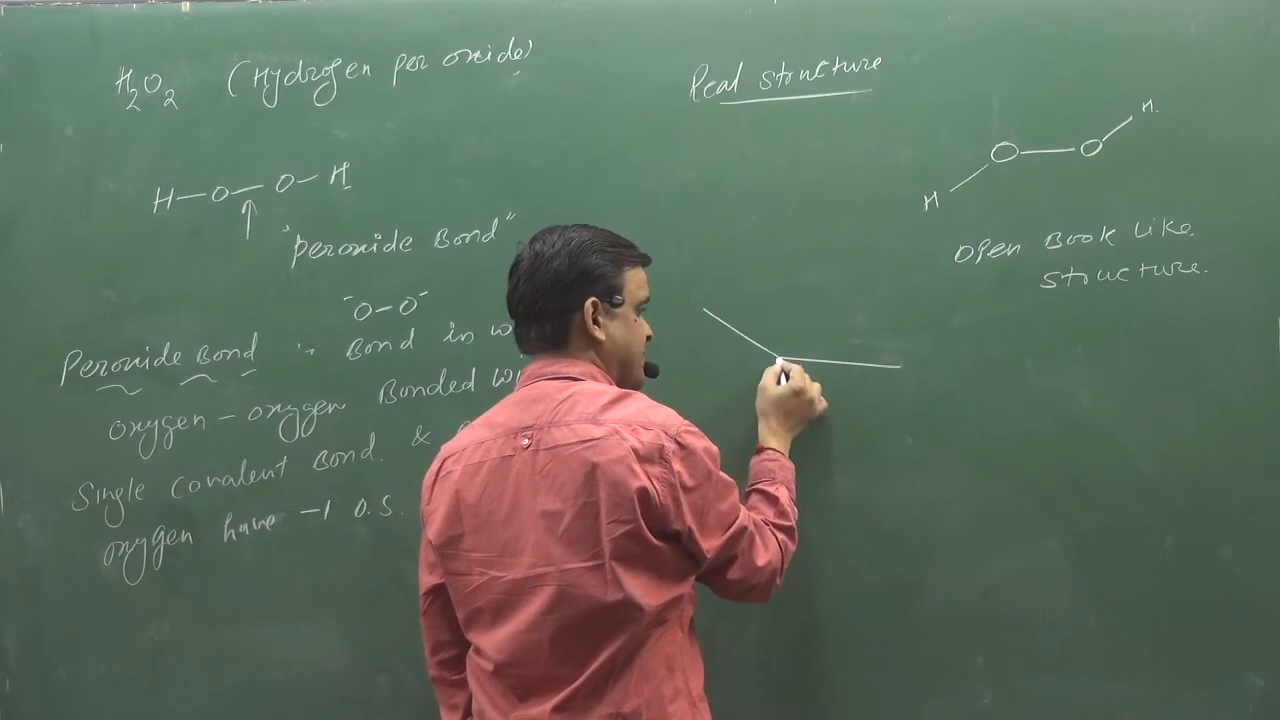 H2O2 (Hydrogen per oxide)
H—O—O—H
"peroxide Bond"
-O-O-
Peroxide Bond :- Bond in
oxygen - oxygen Bonded
Single covalent Bond. &
oxygen have -1 O.S.
Real structure
H
O—O
H
Open Book Like
structure.